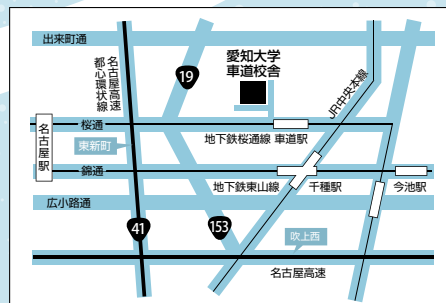 出来町通
名古屋高速
都心環状線
19
愛知大学
車道校舎
JR中央本線
名古屋駅
桜通
地下鉄桜通線 車道駅
東新町
錦通
地下鉄東山線
千種駅
今池駅
広小路通
41
153
吹上西
名古屋高速